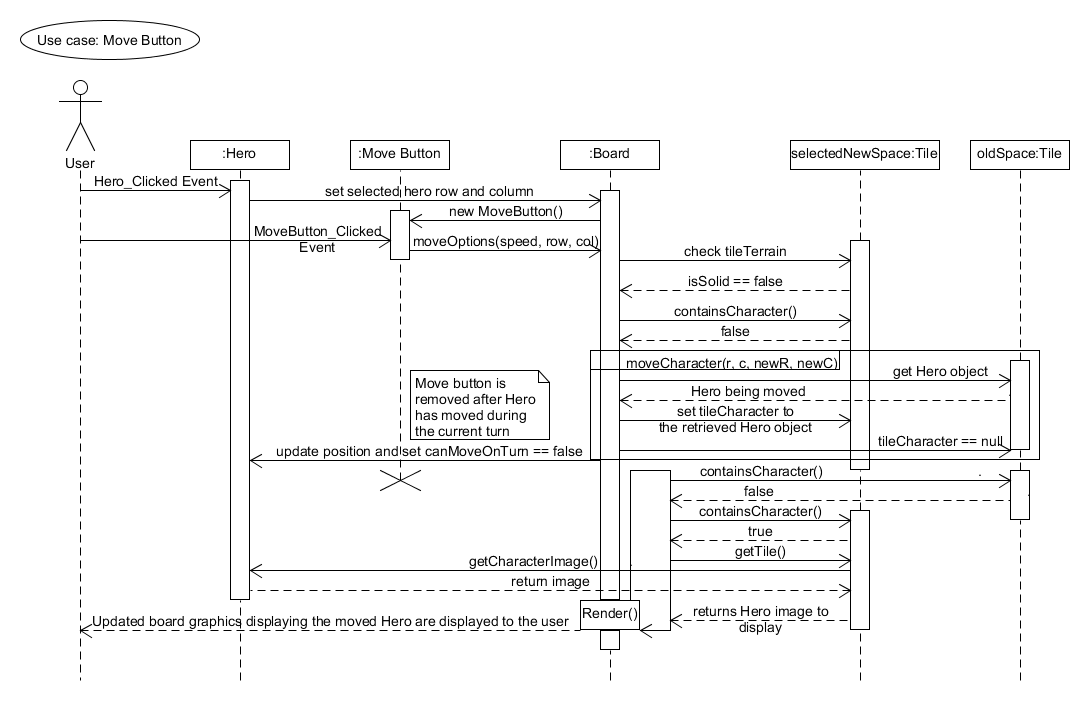 Use case: Move Button
User
:Hero
:Move Button
:Board
selectedNewSpace:Tile
oldSpace:Tile
Hero_Clicked Event
set selected hero row and column
new MoveButton()
MoveButton_Clicked
Event
moveOptions(speed, row, col)
check tileTerrain
isSolid == false
containsCharacter()
false
moveCharacter(r, c, newR, newC)
get Hero object
Hero being moved
Move button is
removed after Hero
has moved during
the current turn
set tileCharacter to
the retrieved Hero object
tileCharacter == null
update position and set canMoveOnTurn == false
containsCharacter()
false
containsCharacter()
true
getTile()
getCharacterImage()
return image
Render()
returns Hero image to
display
Updated board graphics displaying the moved Hero are displayed to the user